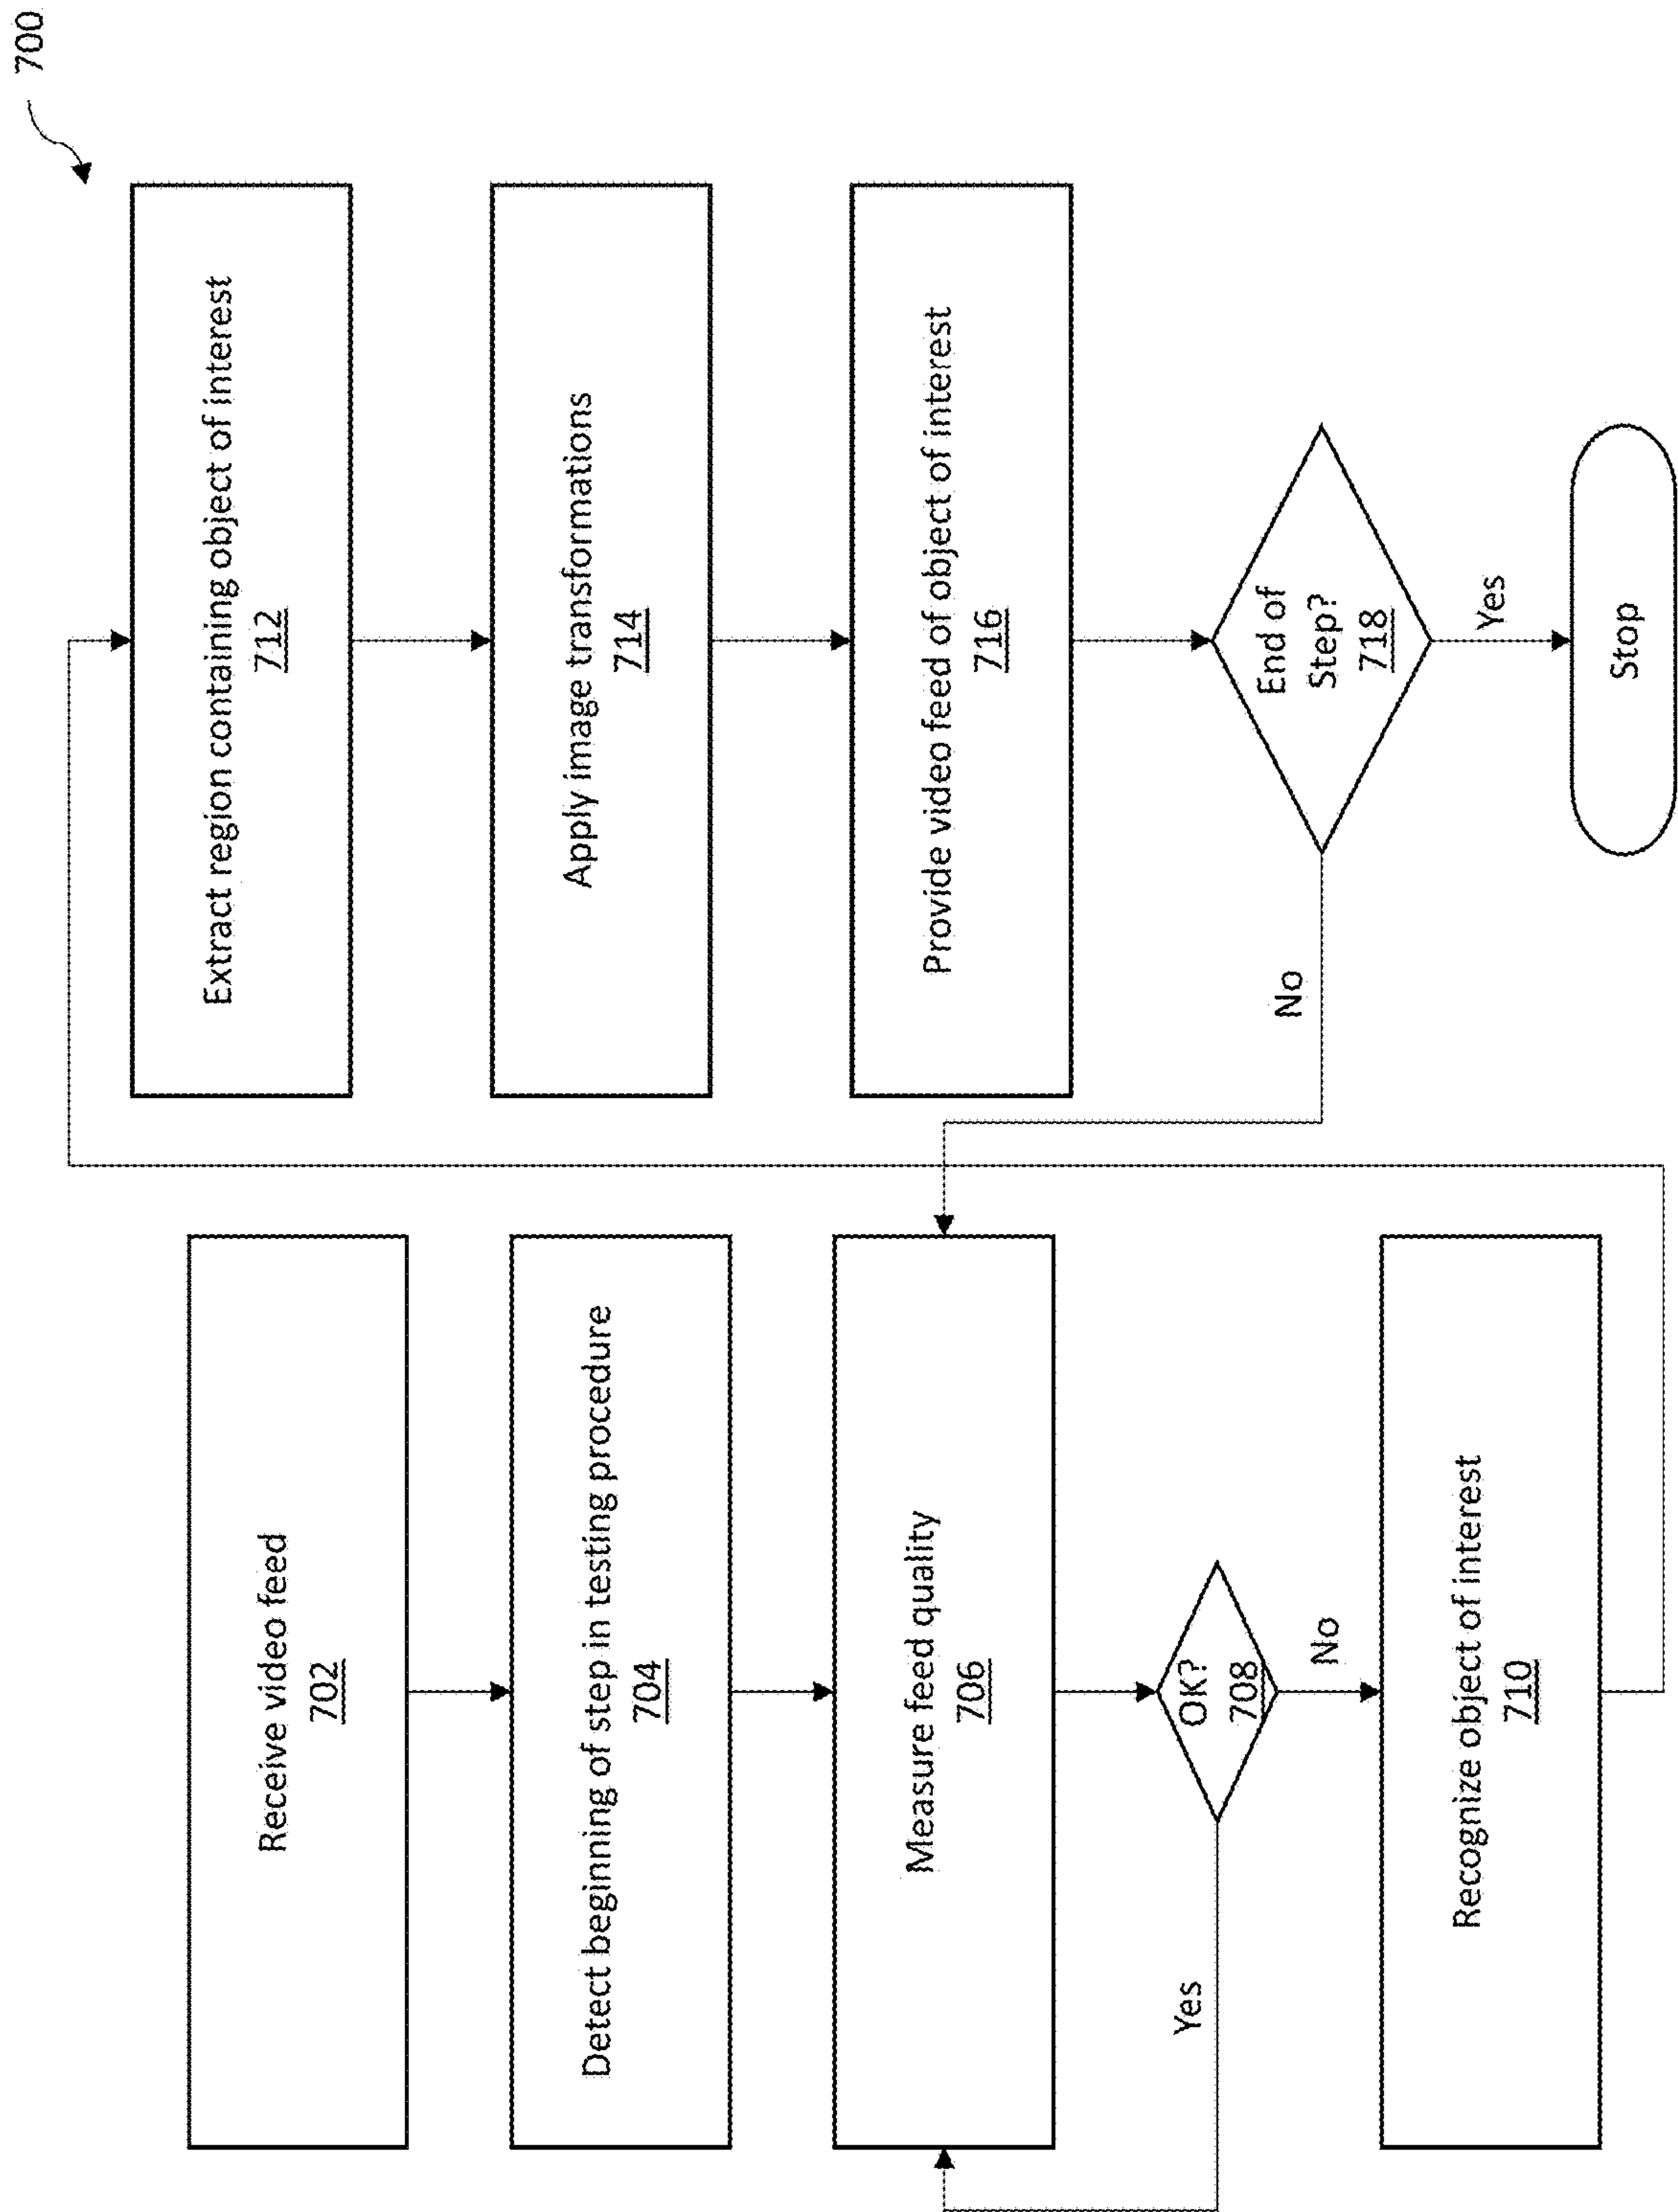 700
Receive video feed
702
Detect beginning of step in testing procedure
704
Measure feed quality
706
OK?
708
Yes
No
Recognize object of interest
710
Extract region containing object of interest
712
Apply image transformations
714
Provide video feed of object of interest
716
End of
Step?
718
No
Yes
Stop